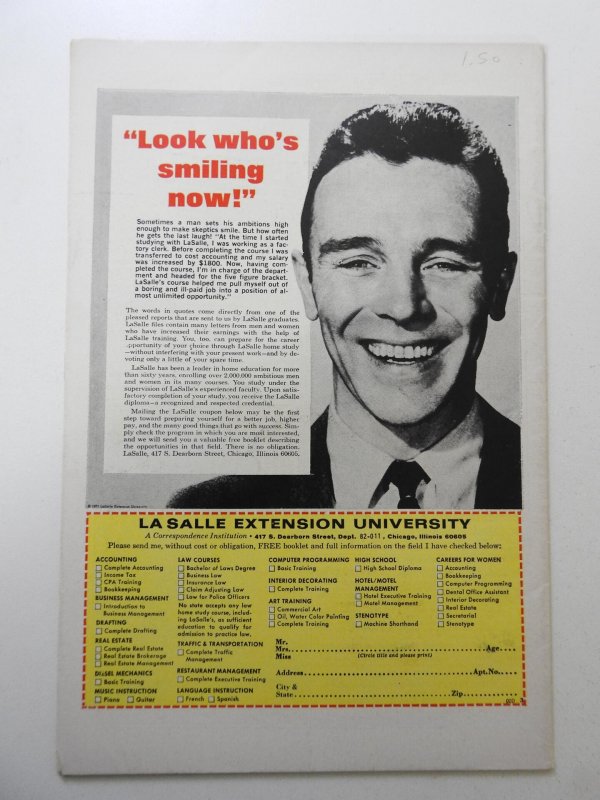 1.50
"Look who's
smiling
now!"
Sometimes a man sets his ambitions high
enough to make skeptics smile. But how often
he gets the last laugh! "At the time I started
studying with LaSalle, I was working as a fac-
tory clerk. Before completing the course I was
transferred to cost accounting and my salary
was increased by $1800. Now, having com-
pleted the course, I'm in charge of the depart-
ment and headed for the five figure bracket.
LaSalle's course helped me pull myself out of
a boring and ill-paid job into a position of al-
most unlimited opportunity."
The words in quotes come directly from one of the
pleased reports that are sent to us by LaSalle graduates.
LaSalle files contain many letters from men and women
who have increased their earnings with the help of
LaSalle training. You, too, can prepare for the career
opportunity of your choice through LaSalle home study
—without interfering with your present work—and by de-
voting only a little of your spare time.
LaSalle has been a leader in home education for more
than sixty years, enrolling over 2,000,000 ambitious men
and women in its many courses. You study under the
supervision of LaSalle's experienced faculty. Upon satis-
factory completion of your study, you receive the LaSalle
diploma—a recognized and respected credential.
Mailing the LaSalle coupon below may be the first
step toward preparing yourself for a better job, higher
pay, and the many good things that go with success. Sim-
ply check the program in which you are most interested,
and we will send you a valuable free booklet describing
the opportunities in that field. There is no obligation.
LaSalle, 417 S. Dearborn Street, Chicago, Illinois 60605.
LaSalle Extension University
LA SALLE EXTENSION UNIVERSITY
A Correspondence Institution • 417 S. Dearborn Street, Dept. 82-011, Chicago, Illinois 60605
Please send me, without cost or obligation, FREE booklet and full information on the field I have checked below:
ACCOUNTING
Complete Accounting
Income Tax
CPA Training
Bookkeeping
BUSINESS MANAGEMENT
Introduction to
Business Management
DRAFTING
Complete Drafting
REAL ESTATE
Complete Real Estate
Real Estate Brokerage
Real Estate Management
DIESEL MECHANICS
Basic Training
MUSIC INSTRUCTION
Piano Guitar
LAW COURSES
Bachelor of Laws Degree
Business Law
Insurance Law
Claim Adjusting Law
Law for Police Officers
No state accepts any law
home study course, includ-
ing LaSalle's, as sufficient
education to qualify for
admission to practice law.
TRAFFIC & TRANSPORTATION
Complete Traffic
Management
RESTAURANT MANAGEMENT
Complete Executive Training
LANGUAGE INSTRUCTION
French Spanish
COMPUTER PROGRAMMING
Basic Training
INTERIOR DECORATING
Complete Training
ART TRAINING
Commercial Art
Oil, Water Color Painting
Complete Training
HIGH SCHOOL
High School Diploma
HOTEL/MOTEL
MANAGEMENT
Hotel Executive Training
Motel Management
STENOTYPE
Machine Shorthand
CAREERS FOR WOMEN
Accounting
Bookkeeping
Computer Programming
Dental Office Assistant
Interior Decorating
Real Estate
Secretarial
Stenotype
Mr.
Mrs. Age
Miss (Circle title and please print)
Address Apt. No.
City &
State Zip